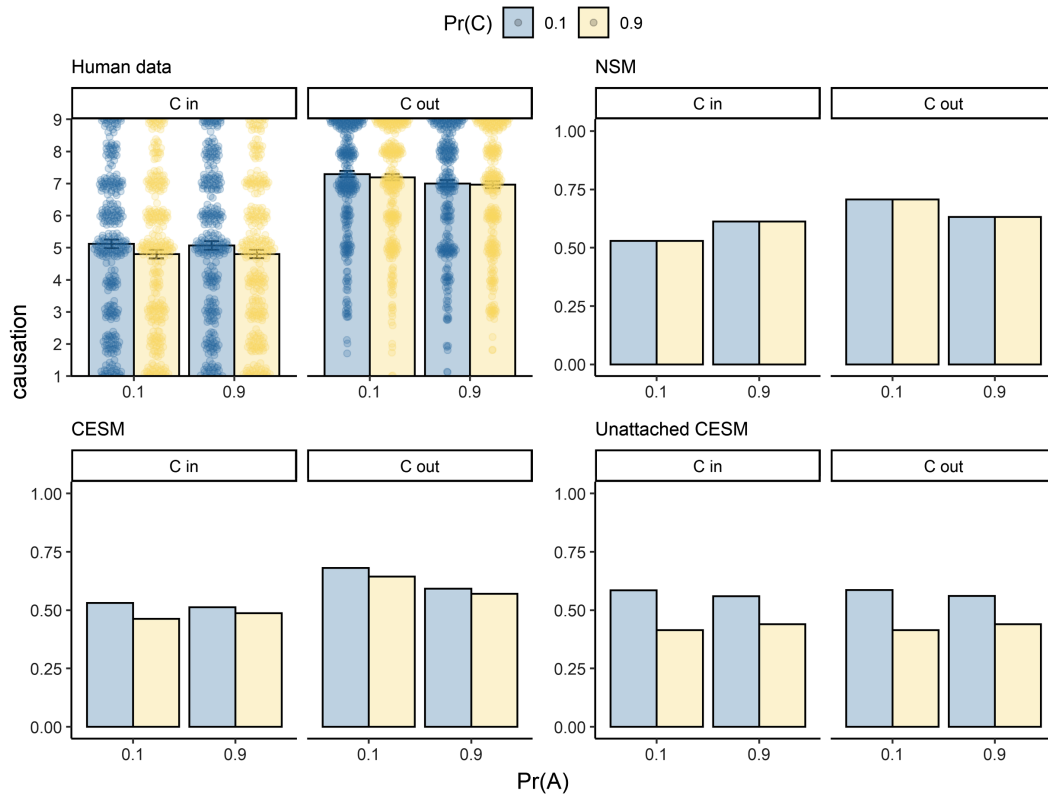 Pr(C) 0.1 0.9
Human data
C in C out
9
8
7
6
5
4
3
2
1
0.1 0.9 0.1 0.9
NSM
C in C out
1.00
0.75
0.50
0.25
0.00
0.1 0.9 0.1 0.9
causation
CESM
C in C out
1.00
0.75
0.50
0.25
0.00
0.1 0.9 0.1 0.9
Unattached CESM
C in C out
1.00
0.75
0.50
0.25
0.00
0.1 0.9 0.1 0.9
Pr(A)